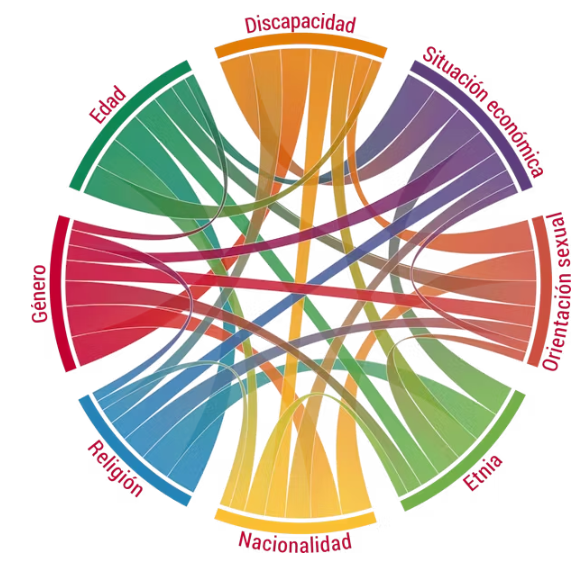 Discapacidad
Situación económica
Orientación sexual
Etnia
Nacionalidad
Religión
Género
Edad